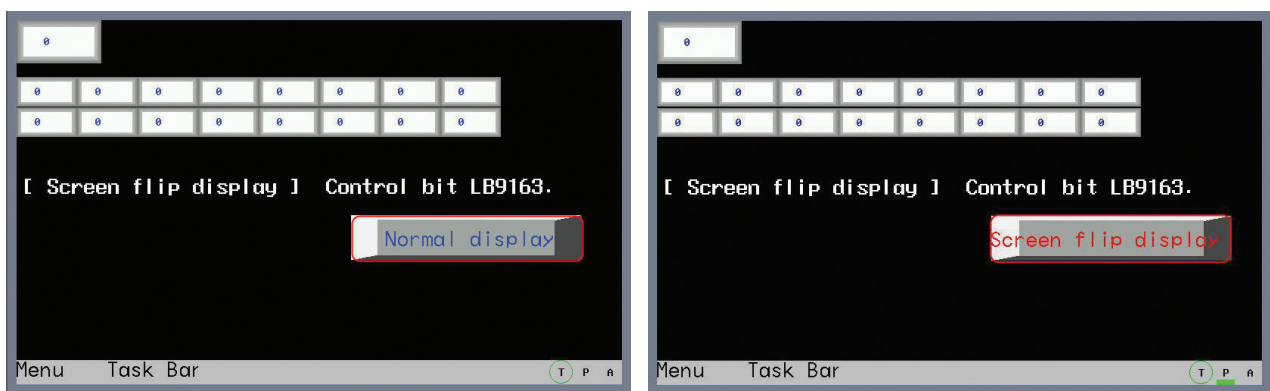 0
0 0 0 0 0 0 0 0
0 0 0 0 0 0 0 0
[ Screen flip display ] Control bit LB9163.
Normal display
Menu Task Bar T P A
0
0 0 0 0 0 0 0 0
0 0 0 0 0 0 0 0
[ Screen flip display ] Control bit LB9163.
Screen flip display
Menu Task Bar T P A